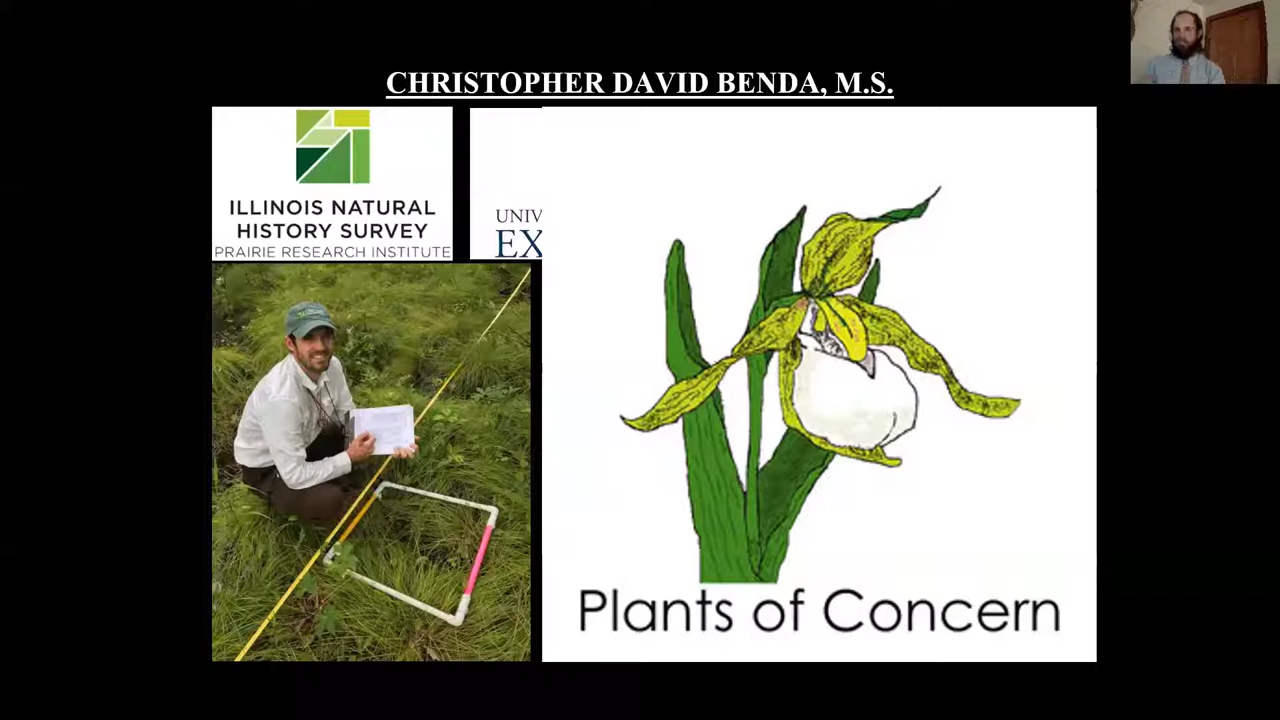 CHRISTOPHER DAVID BENDA, M.S.
ILLINOIS NATURAL
HISTORY SURVEY
PRAIRIE RESEARCH INSTITUTE
UNIV
EX
Plants of Concern